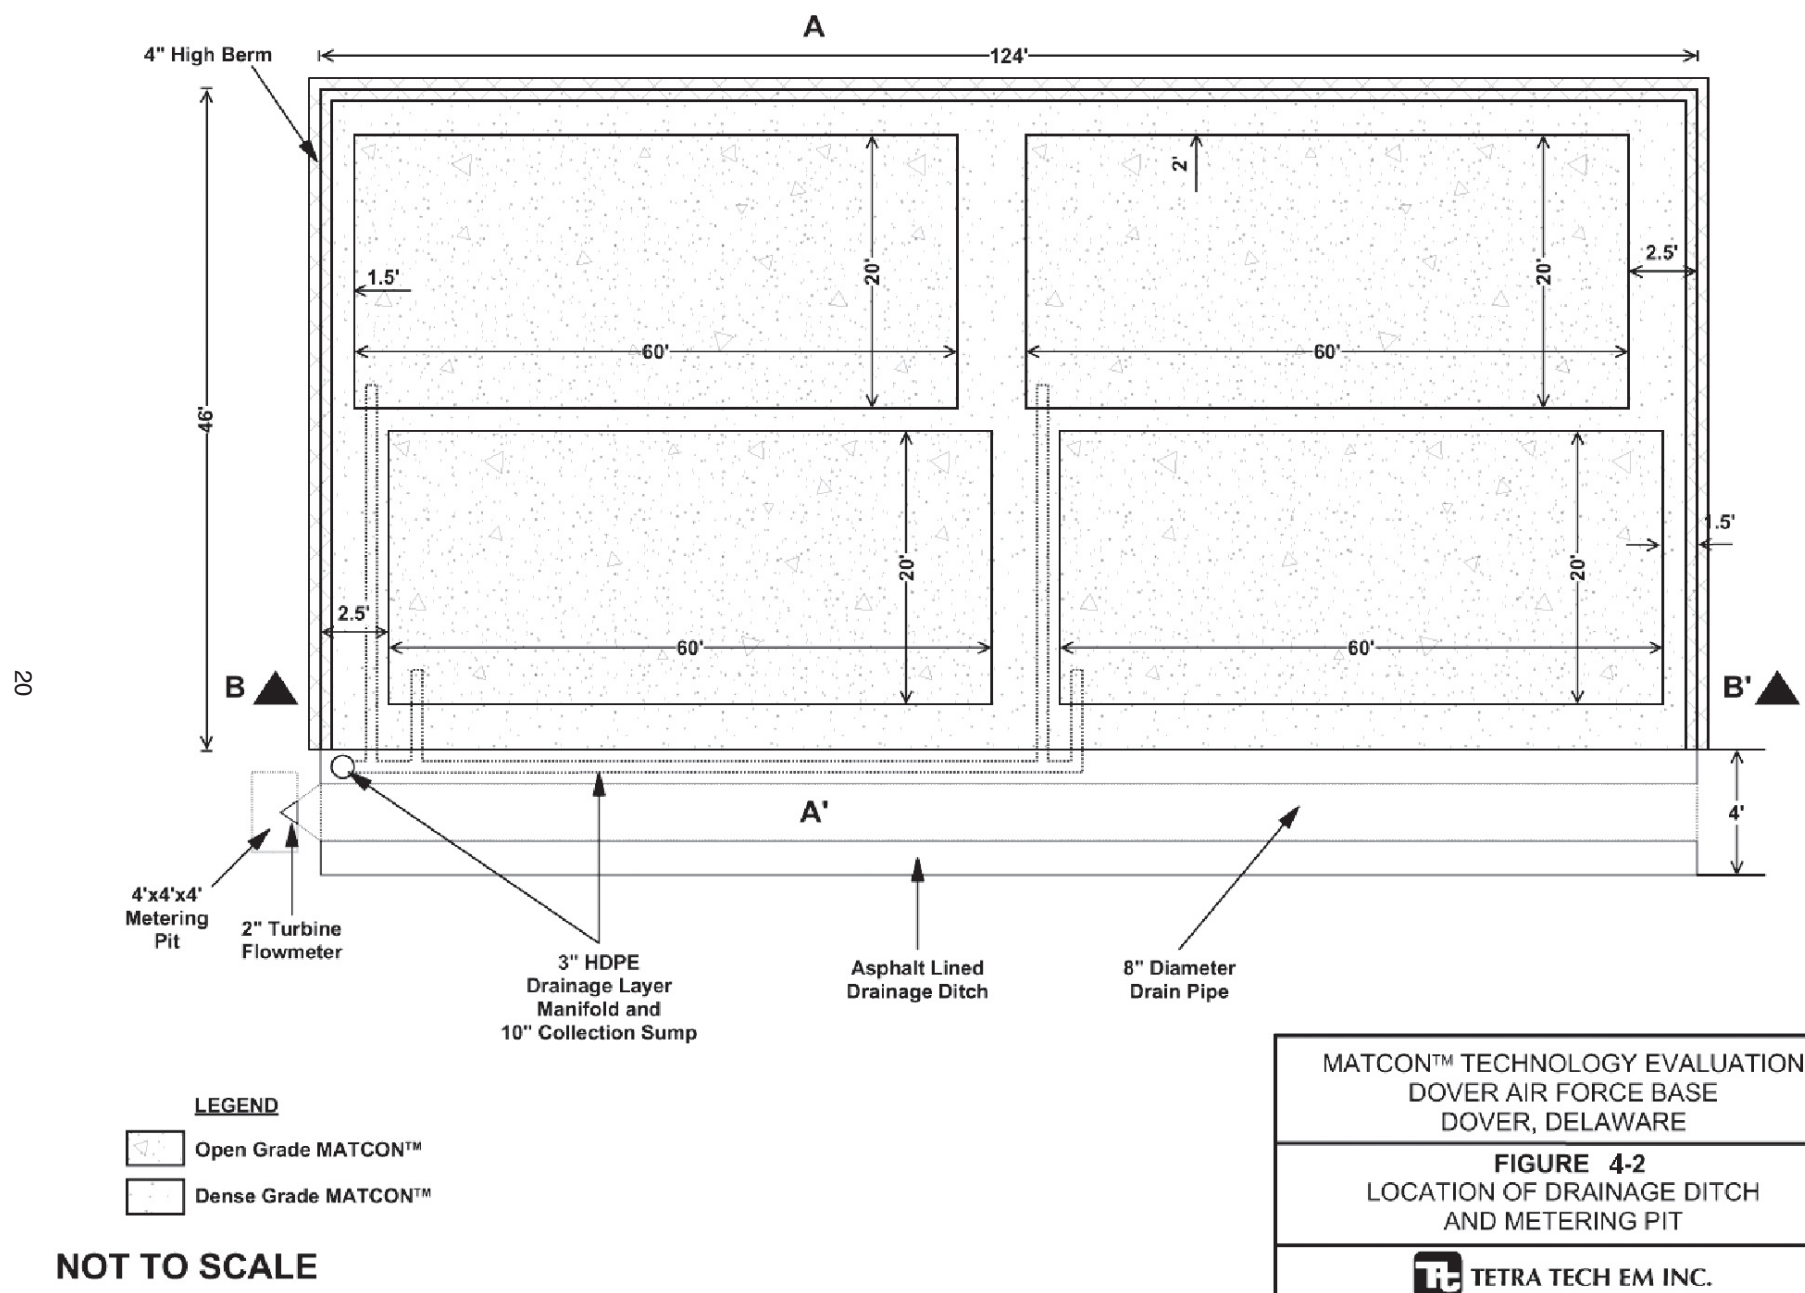 A
4" High Berm
124'
46'
2'
20'
20'
2.5'
1.5'
60'
60'
20'
20'
1.5'
2.5'
60'
60'
20
B
B'
A'
4'
4'x4'x4'
Metering
Pit
2" Turbine
Flowmeter
3" HDPE
Drainage Layer
Manifold and
10" Collection Sump
Asphalt Lined
Drainage Ditch
8" Diameter
Drain Pipe
LEGEND
Open Grade MATCON™
Dense Grade MATCON™
NOT TO SCALE
MATCON™ TECHNOLOGY EVALUATION
DOVER AIR FORCE BASE
DOVER, DELAWARE
FIGURE 4-2
LOCATION OF DRAINAGE DITCH
AND METERING PIT
Tt TETRA TECH EM INC.